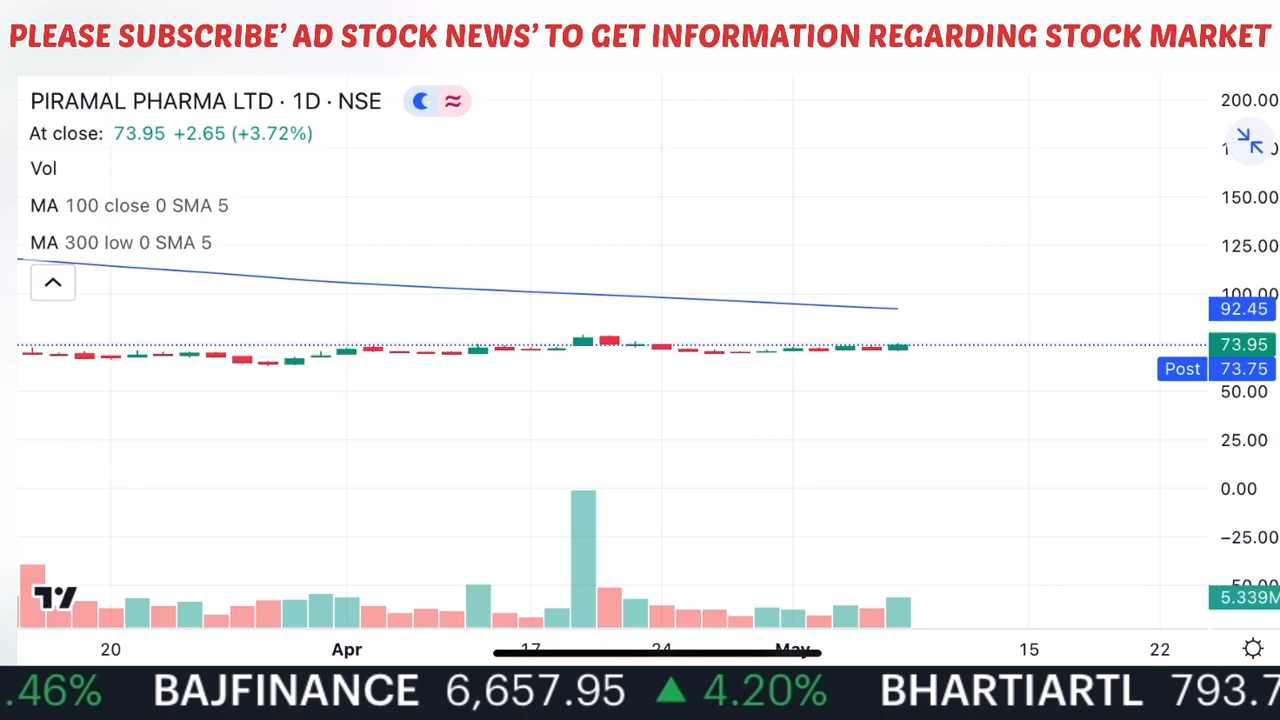 PLEASE SUBSCRIBE’ AD STOCK NEWS’ TO GET INFORMATION REGARDING STOCK MARKET
PIRAMAL PHARMA LTD · 1D · NSE
At close: 73.95 +2.65 (+3.72%)
Vol
MA 100 close 0 SMA 5
MA 300 low 0 SMA 5
200.00
150.00
125.00
100.00
92.45
73.95
Post 73.75
50.00
25.00
0.00
−25.00
5.339M
20 Apr 17 24 May 15 22
.46% BAJFINANCE 6,657.95 ▲ 4.20% BHARTIARTL 793.7